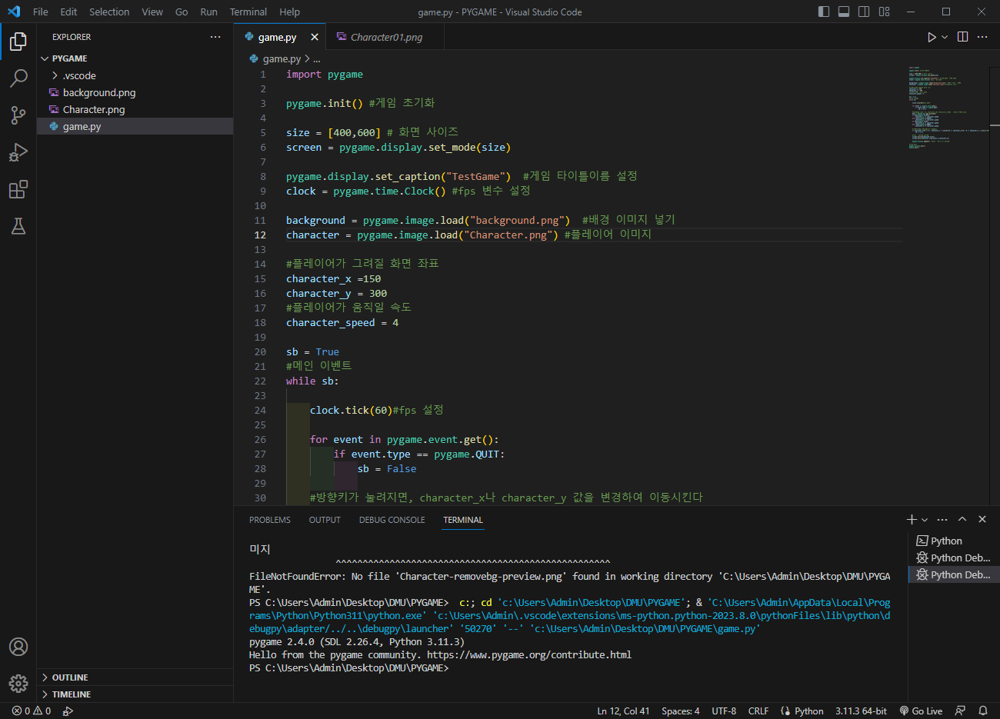 File Edit Selection View Go Run Terminal Help
game.py - PYGAME - Visual Studio Code
EXPLORER
PYGAME
.vscode
background.png
Character.png
game.py
OUTLINE
TIMELINE
game.py
Character01.png
game.py > ...
1 import pygame
2
3 pygame.init() #게임 초기화
4
5 size = [400,600] # 화면 사이즈
6 screen = pygame.display.set_mode(size)
7
8 pygame.display.set_caption("TestGame")  #게임 타이틀이름 설정
9 clock = pygame.time.Clock() #fps 변수 설정
10
11 background = pygame.image.load("background.png")  #배경 이미지 넣기
12 character = pygame.image.load("Character.png") #플레이어 이미지
13
14 #플레이어가 그려질 화면 좌표
15 character_x =150
16 character_y = 300
17 #플레이어가 움직일 속도
18 character_speed = 4
19
20 sb = True
21 #메인 이벤트
22 while sb:
23
24     clock.tick(60)#fps 설정
25
26     for event in pygame.event.get():
27         if event.type == pygame.QUIT:
28             sb = False
29
30     #방향키가 눌려지면, character_x나 character_y 값을 변경하여 이동시킨다
PROBLEMS OUTPUT DEBUG CONSOLE TERMINAL
미지
^^^^^^^^^^^^^^^^^^^^^^^^^^^^^^^^^^^^^^^^^^^^^^^^^^^
FileNotFoundError: No file 'Character-removebg-preview.png' found in working directory 'C:\Users\Admin\Desktop\DMU\PYGA
ME'.
PS C:\Users\Admin\Desktop\DMU\PYGAME>  c:; cd 'c:\Users\Admin\Desktop\DMU\PYGAME'; & 'C:\Users\Admin\AppData\Local\Prog
rams\Python\Python311\python.exe' 'c:\Users\Admin\.vscode\extensions\ms-python.python-2023.8.0\pythonFiles\lib\python\d
ebugpy\adapter/../..\debugpy\launcher' '50270' '--' 'c:\Users\Admin\Desktop\DMU\PYGAME\game.py'
pygame 2.4.0 (SDL 2.26.4, Python 3.11.3)
Hello from the pygame community. https://www.pygame.org/contribute.html
PS C:\Users\Admin\Desktop\DMU\PYGAME>
Python
Python Deb...
Python Deb...
0 0
Ln 12, Col 41 Spaces: 4 UTF-8 CRLF Python 3.11.3 64-bit Go Live